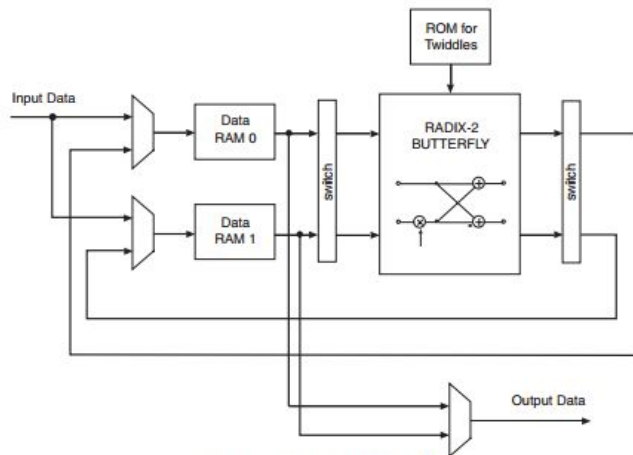 ROM for
Twiddles
Input Data
Data
RAM 0
switch
RADIX-2
BUTTERFLY
switch
Data
RAM 1
Output Data